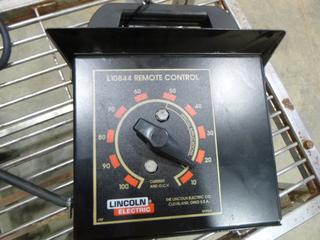 L10844 REMOTE CONTROL
50
60
40
70
30
80
20
90
10
100
CURRENT
AND O.C.V.
LINCOLN
ELECTRIC
THE LINCOLN ELECTRIC CO.
CLEVELAND, OHIO U.S.A.